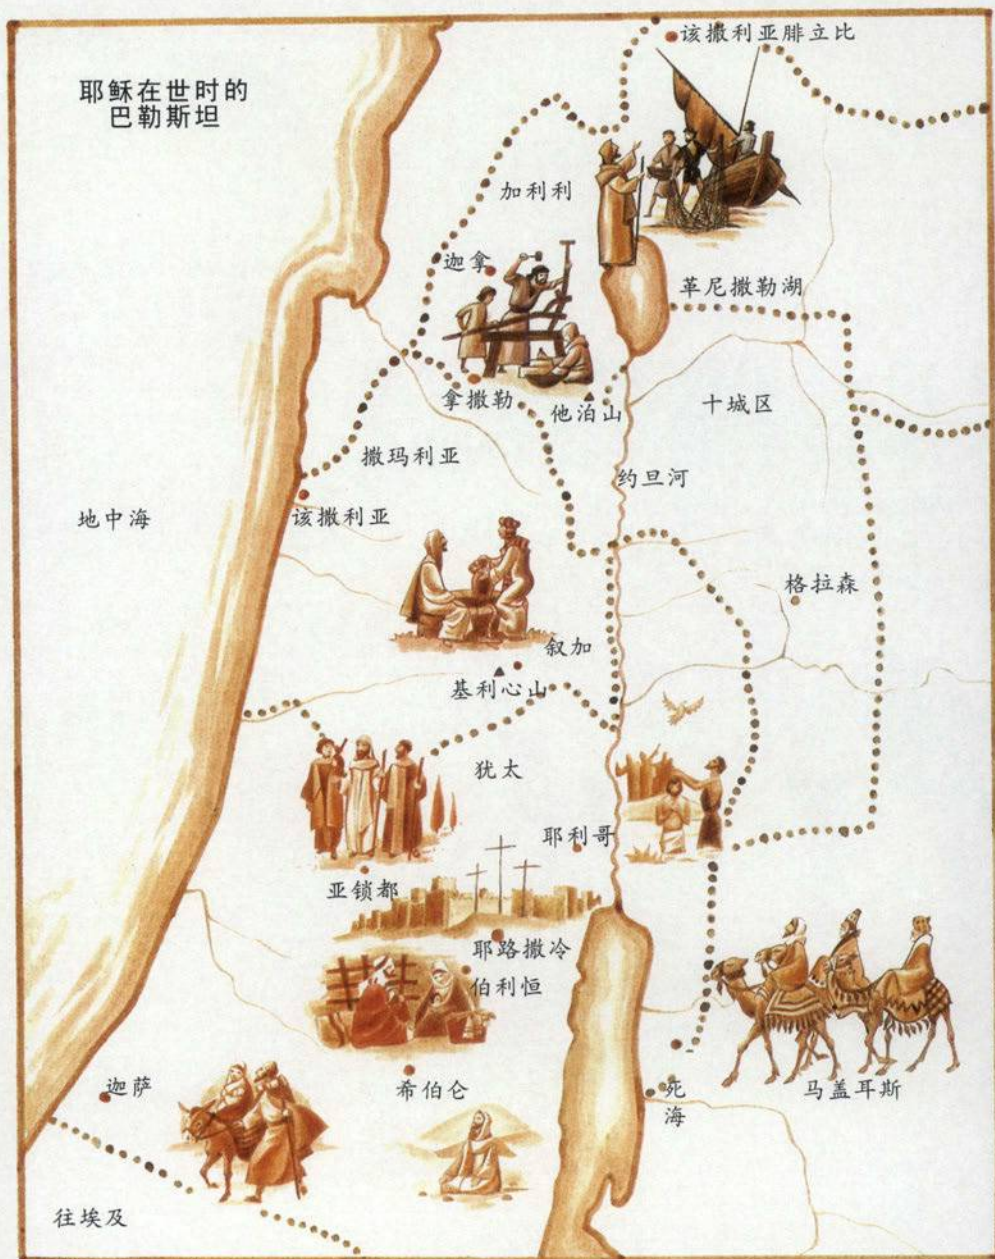 耶稣在世时的
巴勒斯坦
该撒利亚腓立比
加利利
迦拿
革尼撒勒湖
拿撒勒
他泊山
十城区
撒玛利亚
约旦河
地中海
该撒利亚
格拉森
叙加
基利心山
犹太
耶利哥
亚锁都
耶路撒冷
伯利恒
迦萨
希伯仑
死
海
马盖耳斯
往埃及